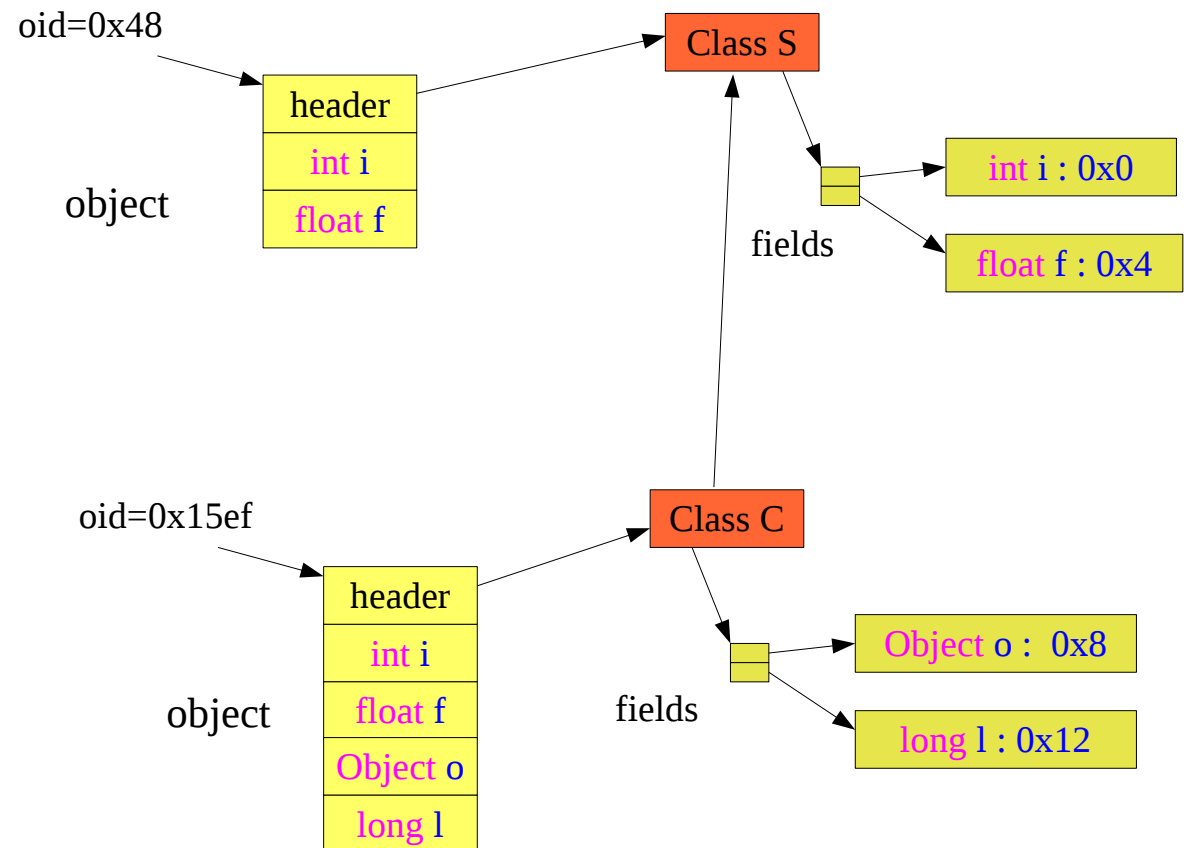 oid=0x48
Class S
header
int i
float f
object
int i : 0x0
float f : 0x4
fields
oid=0x15ef
Class C
header
int i
float f
Object o
long l
object
Object o :  0x8
long l : 0x12
fields